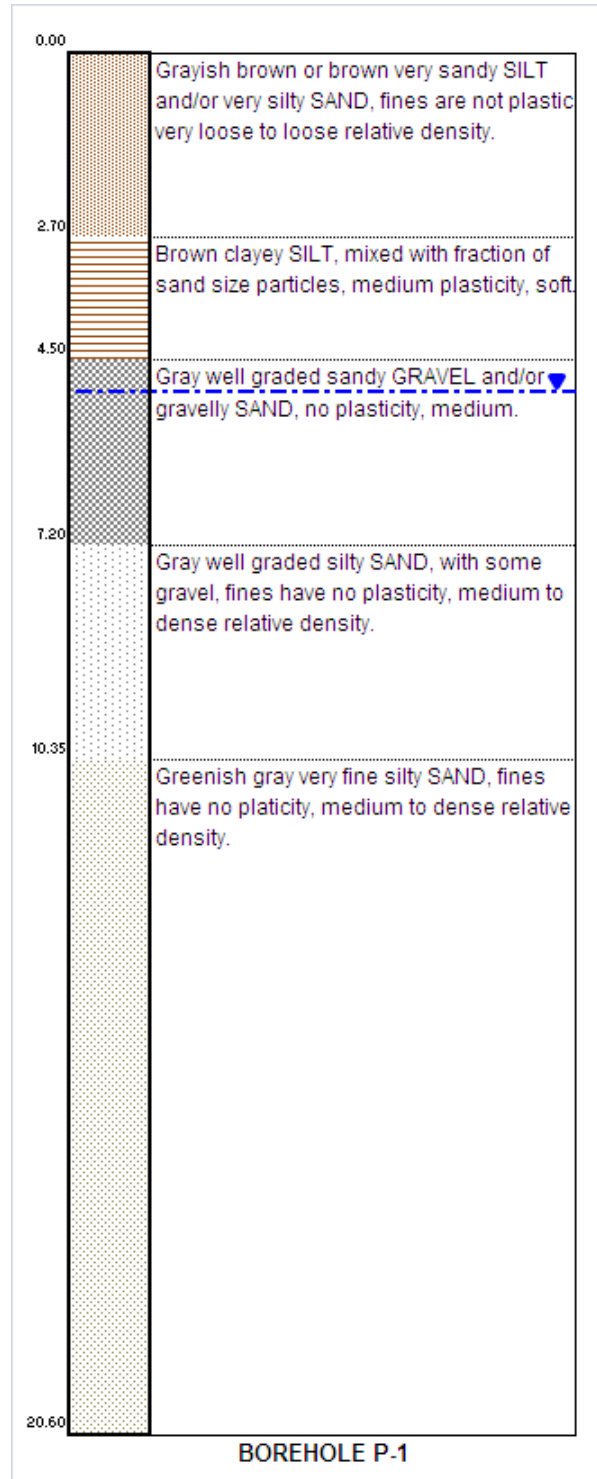 0.00
Grayish brown or brown very sandy SILT
and/or very silty SAND, fines are not plastic
very loose to loose relative density.
2.70
Brown clayey SILT, mixed with fraction of
sand size particles, medium plasticity, soft.
4.50
Gray well graded sandy GRAVEL and/or
gravelly SAND, no plasticity, medium.
7.20
Gray well graded silty SAND, with some
gravel, fines have no plasticity, medium to
dense relative density.
10.35
Greenish gray very fine silty SAND, fines
have no platicity, medium to dense relative
density.
20.60
BOREHOLE P-1